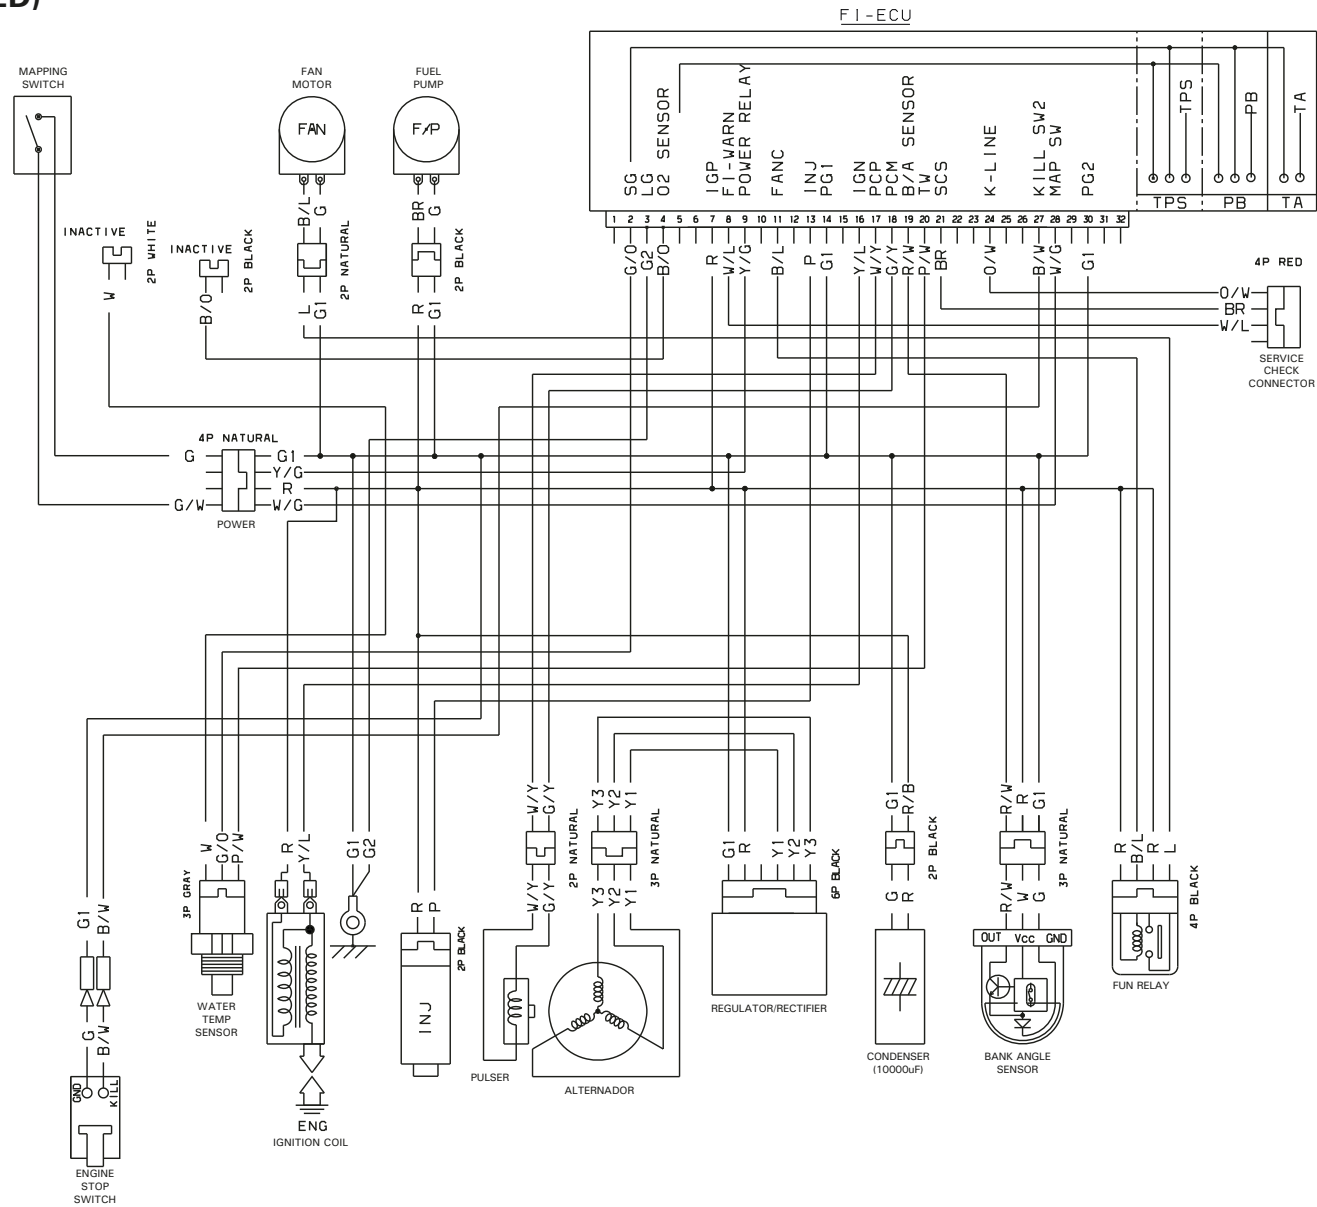 ED)
FI-ECU
MAPPING
SWITCH
FAN
MOTOR
FUEL
PUMP
FAN
F/P
SG
LG
O2 SENSOR
IGP
FI-WARN
POWER RELAY
FANC
INJ
PG1
IGN
PCP
PCM
B/A SENSOR
TW
SCS
K-LINE
KILL SW2
MAP SW
PG2
TPS
PB
TA
TPS
PB
TA
1 2 3 4 5 6 7 8 9 10 11 12 13 14 15 16 17 18 19 20 21 22 23 24 25 26 27 28 29 30 31 32
G/O
G2
B/O
R
W/L
Y/G
B/L
P
G1
Y/L
W/Y
G/Y
R/W
P/W
BR
O/W
B/W
W/G
G1
INACTIVE
2P WHITE
W
INACTIVE
2P BLACK
B/O
B/L
G
2P NATURAL
L
G1
BR
G
2P BLACK
R
G1
4P RED
O/W
BR
W/L
SERVICE
CHECK
CONNECTOR
4P NATURAL
G
G1
Y/G
R
G/W
W/G
POWER
G1
B/W
G
B/W
GND
KILL
ENGINE
STOP
SWITCH
W
G/O
P/W
3P GRAY
WATER
TEMP
SENSOR
R
Y/L
ENG
IGNITION COIL
G1
G2
R
P
2P BLACK
INJ
W/Y
G/Y
2P NATURAL
W/Y
G/Y
PULSER
Y3
Y2
Y1
3P NATURAL
Y3
Y2
Y1
ALTERNADOR
G1
R
Y1
Y2
Y3
6P BLACK
REGULATOR/RECTIFIER
G1
R/B
2P BLACK
G
R
CONDENSER
(10000uF)
R/W
R
G1
3P NATURAL
R/W
W
G
OUT
Vcc
GND
BANK ANGLE
SENSOR
R
B/L
R
L
4P BLACK
FUN RELAY